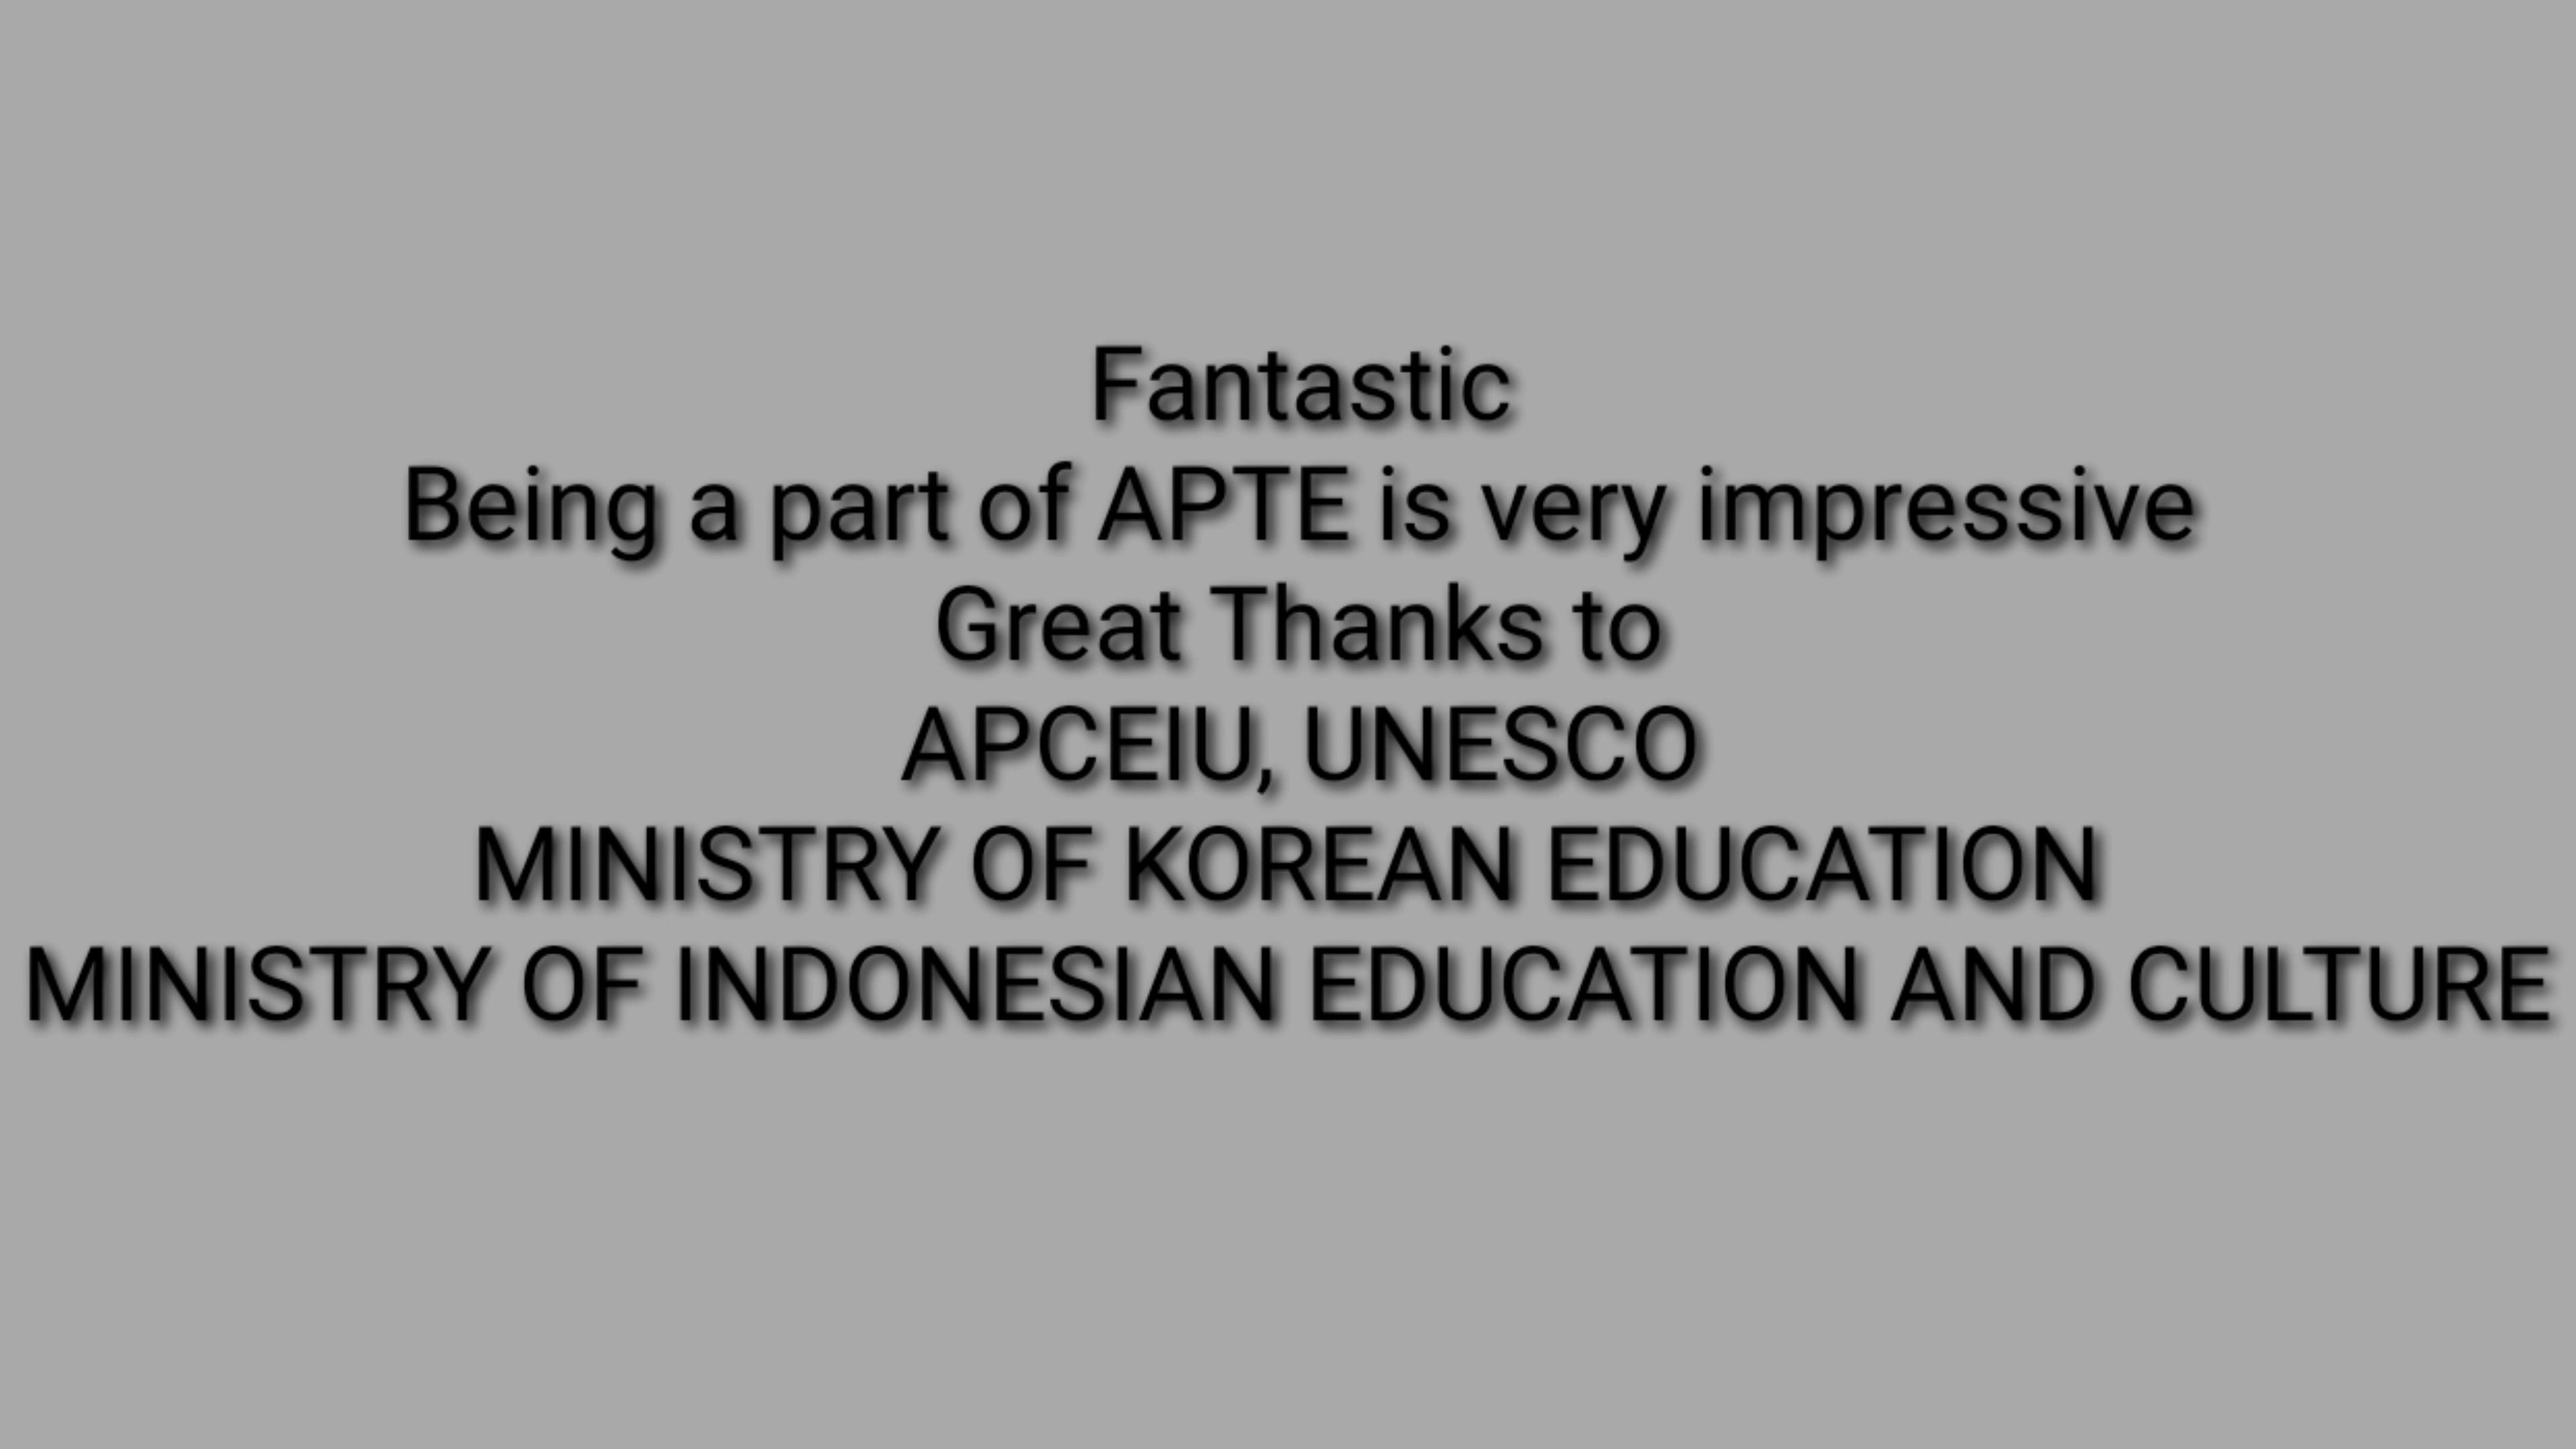 Fantastic
Being a part of APTE is very impressive
Great Thanks to
APCEIU, UNESCO
MINISTRY OF KOREAN EDUCATION
MINISTRY OF INDONESIAN EDUCATION AND CULTURE